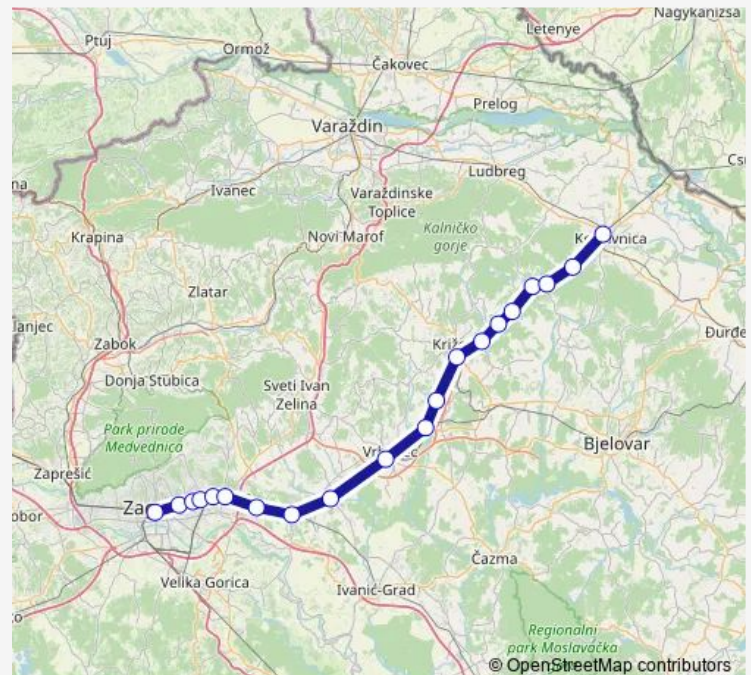 Nagykanizsa
Letenye
Ptuj
Ormož
Čakovec
Prelog
Varaždin
Ludbreg
Ivanec
Varaždinske
Toplice
Krapina
Novi Marof
Kalničko
gorje
Zlatar
Zabok
Donja Stubica
Sveti Ivan
Zelina
Park prirode
Medvednica
Bjelovar
Zaprešić
Velika Gorica
Čazma
Ivanić-Grad
Regionalni
park Moslavačka
© OpenStreetMap contributors